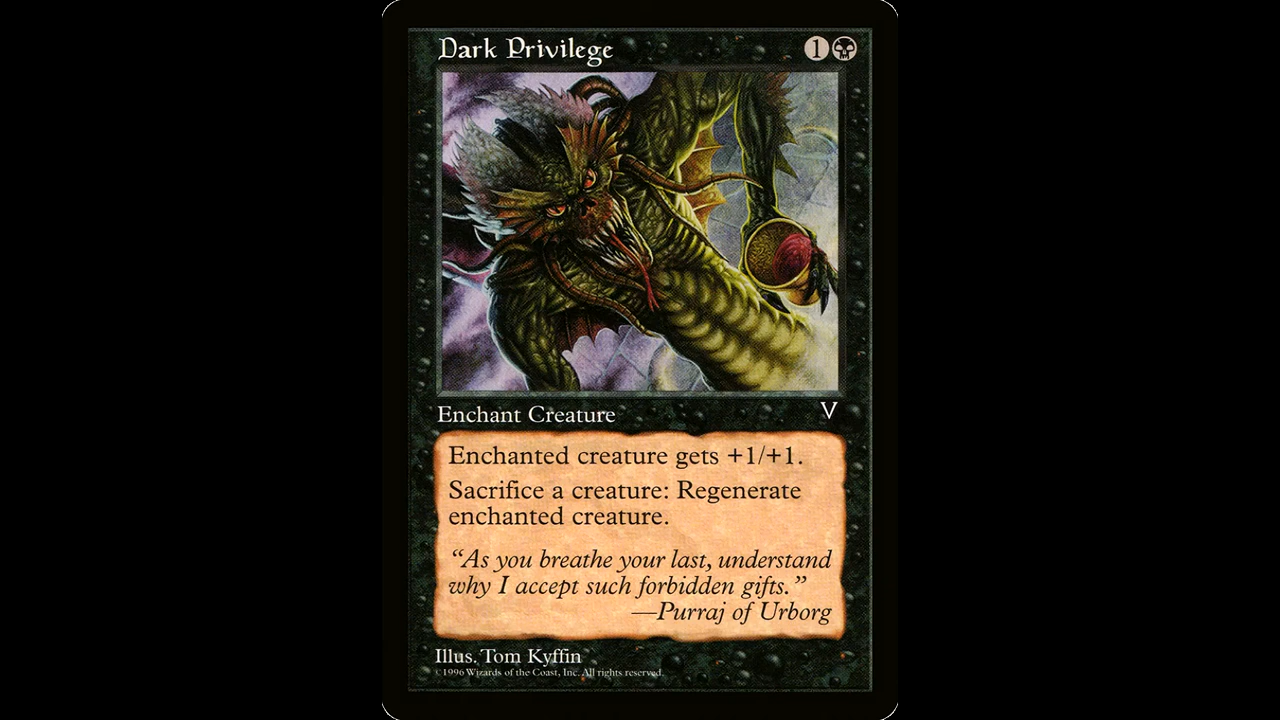 Dark Privilege 1
Enchant Creature V
Enchanted creature gets +1/+1.
Sacrifice a creature: Regenerate
enchanted creature.
“As you breathe your last, understand
why I accept such forbidden gifts.”
—Purraj of Urborg
Illus. Tom Kyffin
©1996 Wizards of the Coast, Inc. All rights reserved.